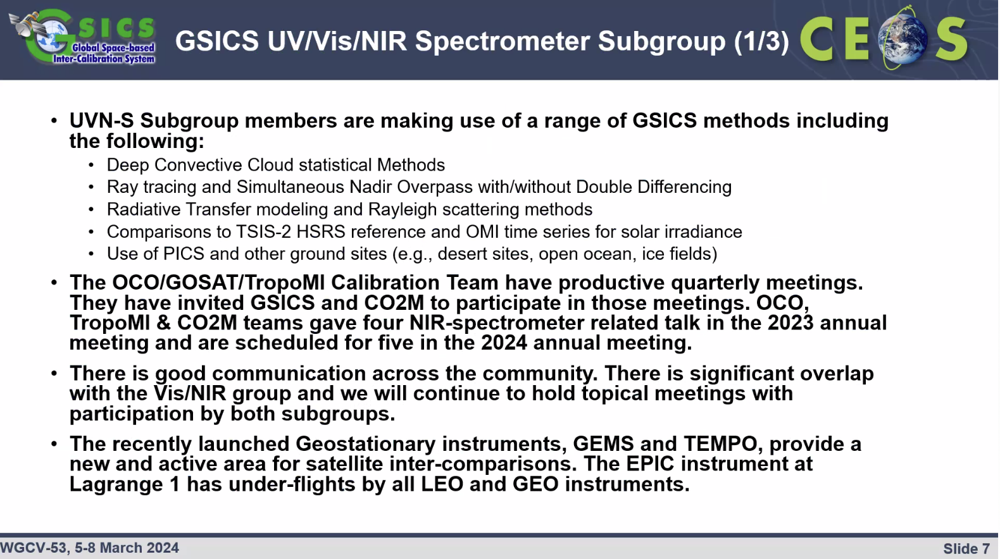 GSICS
Global Space-based
Inter-Calibration System
GSICS UV/Vis/NIR Spectrometer Subgroup (1/3)
CEOS
• UVN-S Subgroup members are making use of a range of GSICS methods including
the following:
• Deep Convective Cloud statistical Methods
• Ray tracing and Simultaneous Nadir Overpass with/without Double Differencing
• Radiative Transfer modeling and Rayleigh scattering methods
• Comparisons to TSIS-2 HSRS reference and OMI time series for solar irradiance
• Use of PICS and other ground sites (e.g., desert sites, open ocean, ice fields)
• The OCO/GOSAT/TropoMI Calibration Team have productive quarterly meetings.
They have invited GSICS and CO2M to participate in those meetings. OCO,
TropoMI & CO2M teams gave four NIR-spectrometer related talk in the 2023 annual
meeting and are scheduled for five in the 2024 annual meeting.
• There is good communication across the community. There is significant overlap
with the Vis/NIR group and we will continue to hold topical meetings with
participation by both subgroups.
• The recently launched Geostationary instruments, GEMS and TEMPO, provide a
new and active area for satellite inter-comparisons. The EPIC instrument at
Lagrange 1 has under-flights by all LEO and GEO instruments.
WGCV-53, 5-8 March 2024
Slide 7